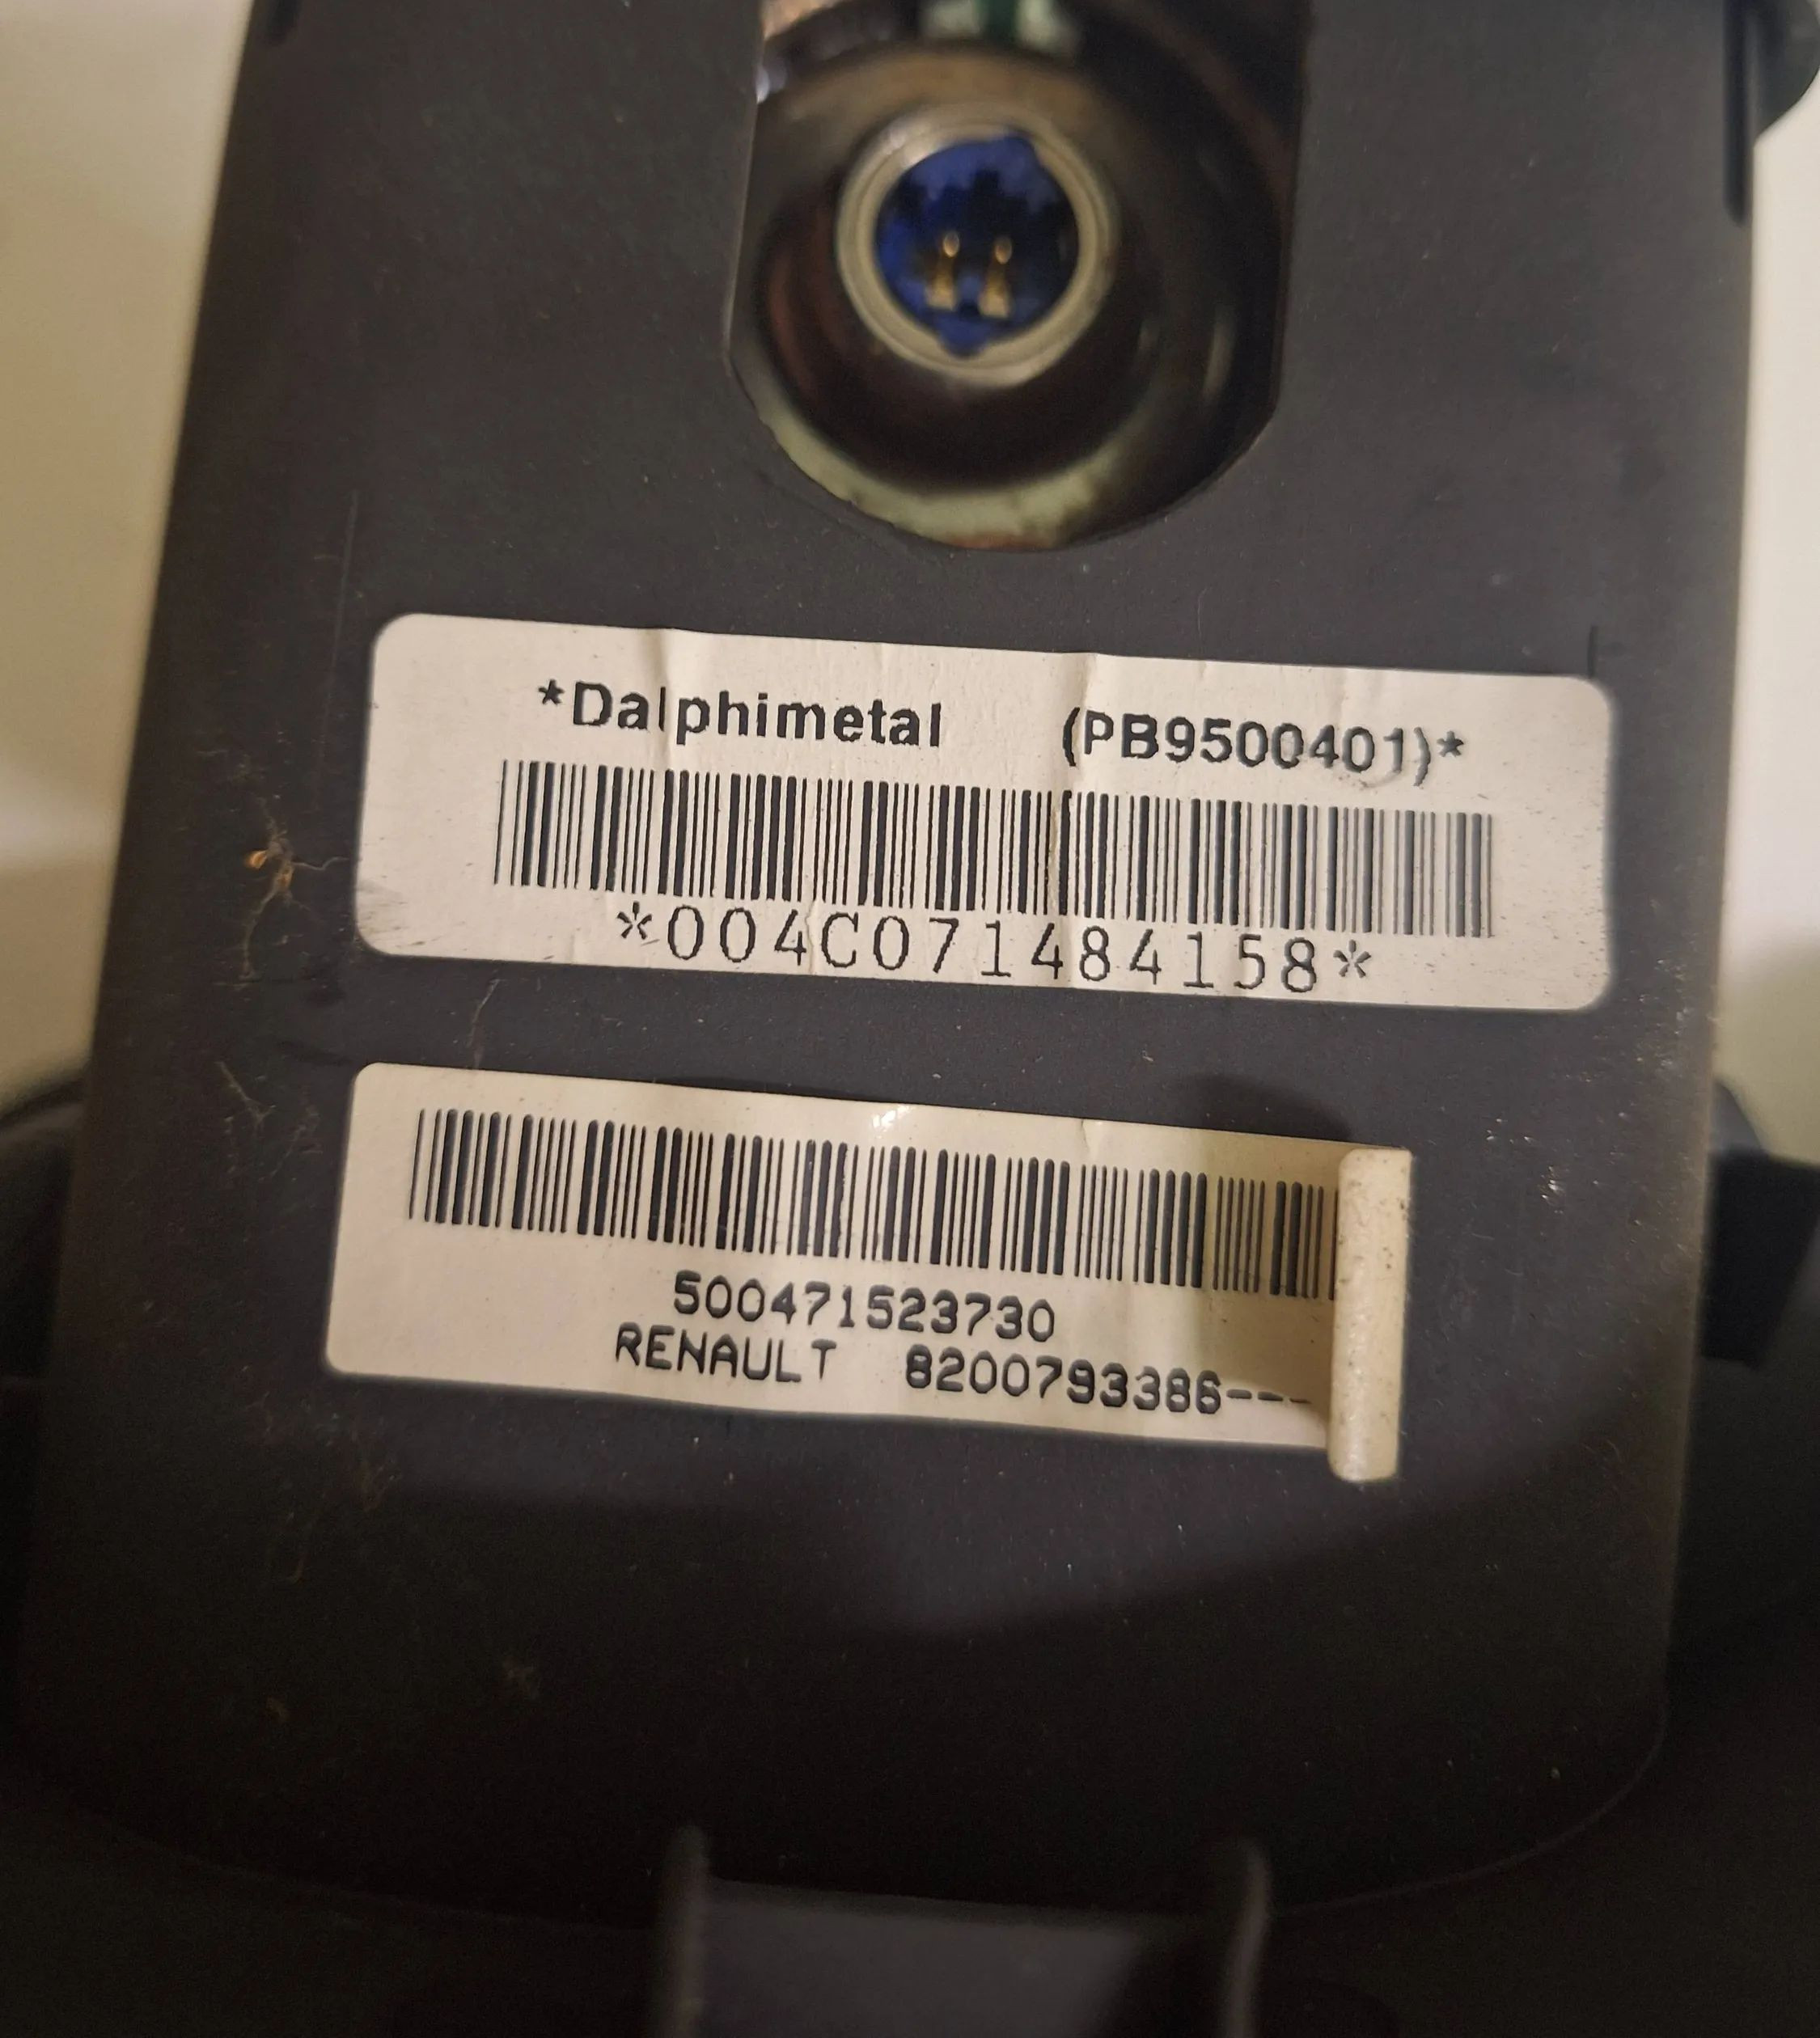 *Dalphimetal (PB9500401)*
*004C071484158*
500471523730
RENAULT 8200793386---